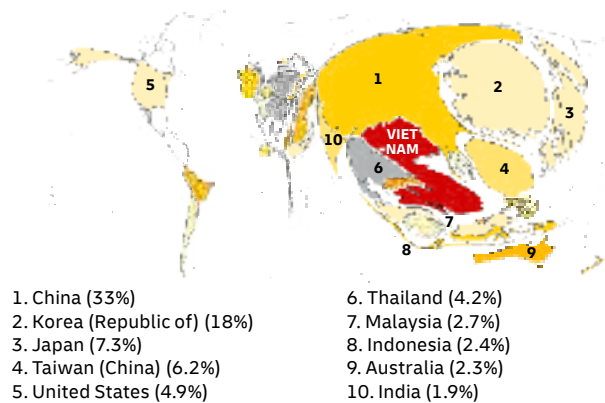 1
2
5
3
VIET
NAM
10
6
4
7
8
9
1. China (33%)
2. Korea (Republic of) (18%)
3. Japan (7.3%)
4. Taiwan (China) (6.2%)
5. United States (4.9%)
6. Thailand (4.2%)
7. Malaysia (2.7%)
8. Indonesia (2.4%)
9. Australia (2.3%)
10. India (1.9%)